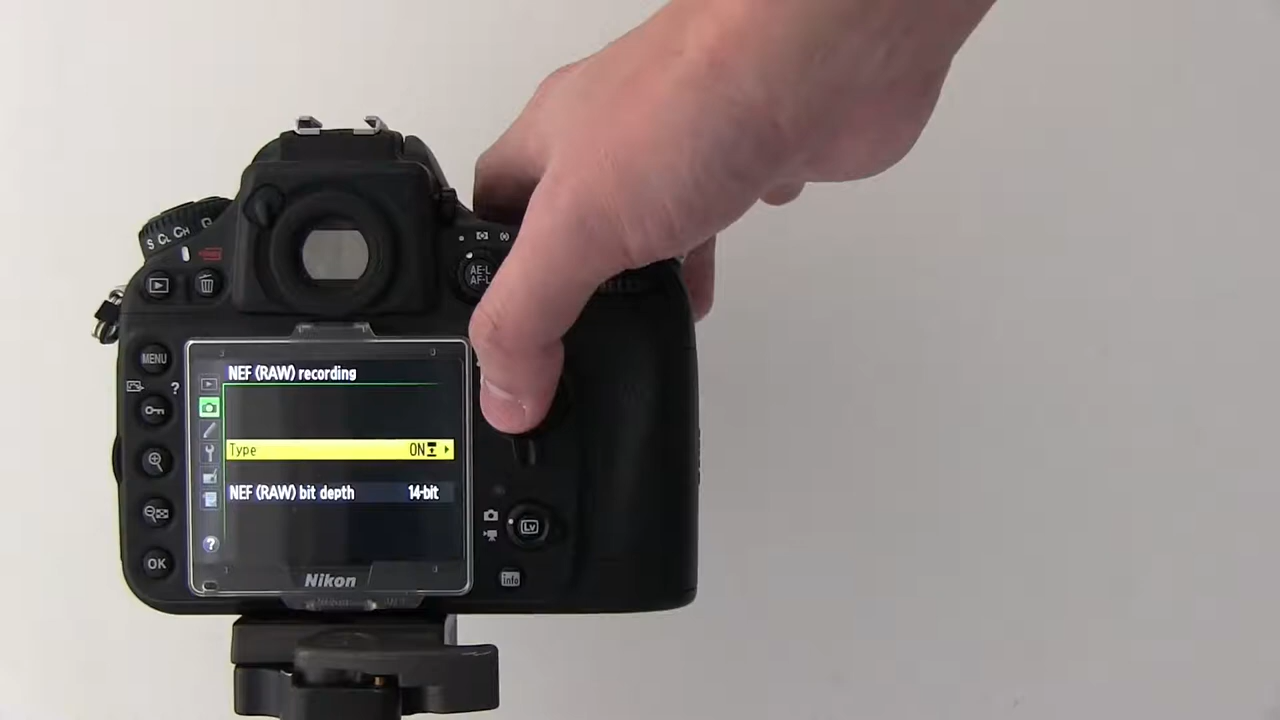 S CL CH Q
AE-L
AF-L
MENU
?
NEF (RAW) recording
Type ON
NEF (RAW) bit depth 14-bit
?
OK
Nikon
Lv
info